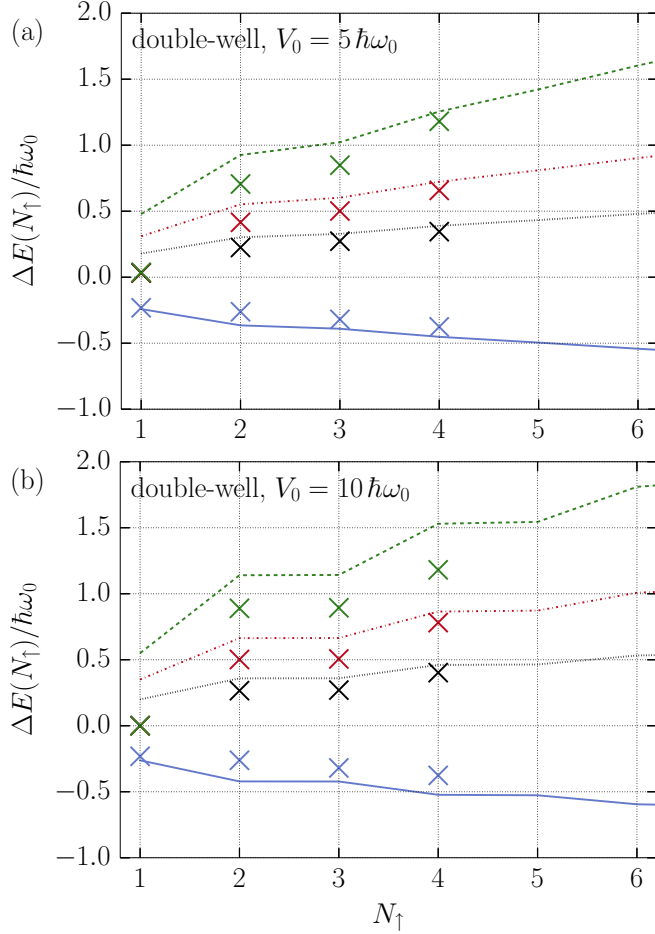 (a)
double-well, V₀ = 5 ℏω₀
ΔE(N↑)/ℏω₀
2.0
1.5
1.0
0.5
0.0
−0.5
−1.0
1 2 3 4 5 6
(b)
double-well, V₀ = 10 ℏω₀
ΔE(N↑)/ℏω₀
2.0
1.5
1.0
0.5
0.0
−0.5
−1.0
1 2 3 4 5 6
N↑